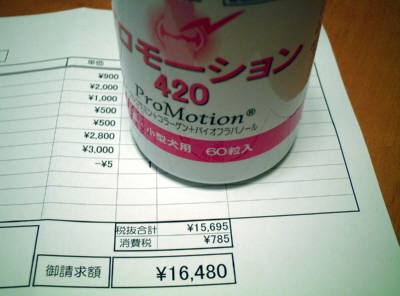 単価
¥900
¥2,000
¥1,000
¥500
¥500
¥2,800
¥3,000
-¥5
ロモーション
420
ProMotion®
+コラーゲン+バイオフラバノール
小型犬用 60粒入
税抜合計 ¥15,695
消費税 ¥785
御請求額 ¥16,480